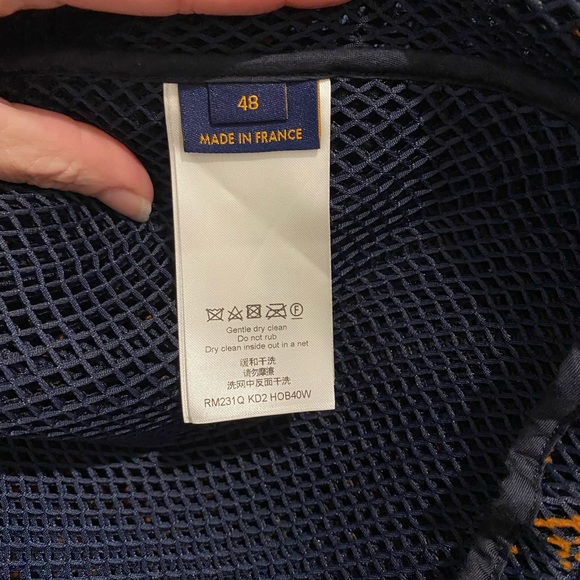 48
MADE IN FRANCE
F
Gentle dry clean
Do not rub
Dry clean inside out in a net
缓和干洗
请勿摩擦
洗网中反面干洗
RM231Q KD2 HOB40W